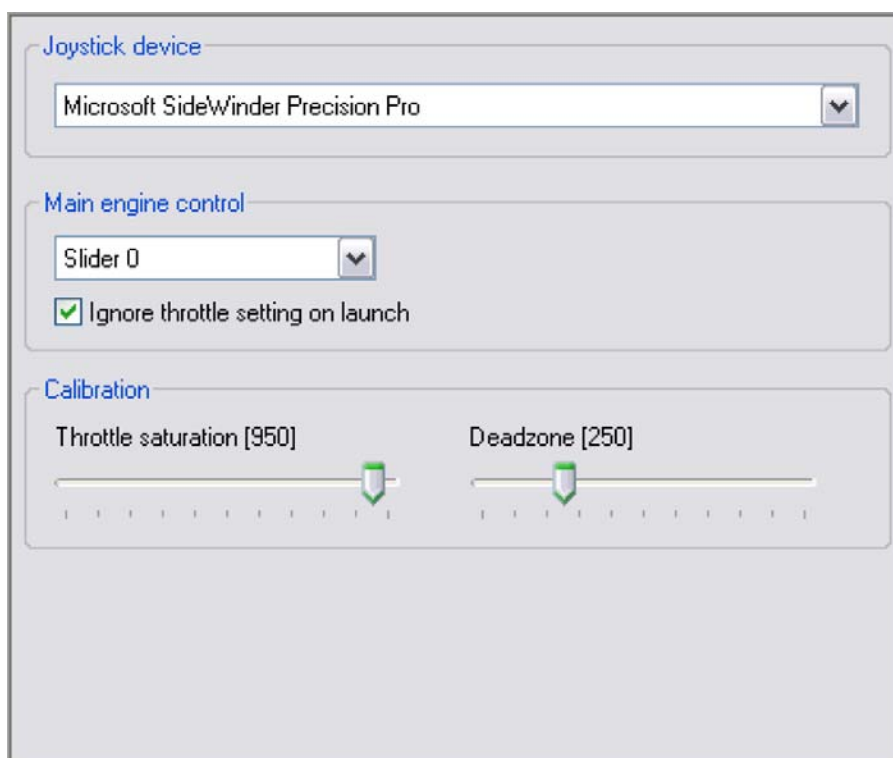 Joystick device
Microsoft SideWinder Precision Pro
Main engine control
Slider 0
Ignore throttle setting on launch
Calibration
Throttle saturation [950] Deadzone [250]